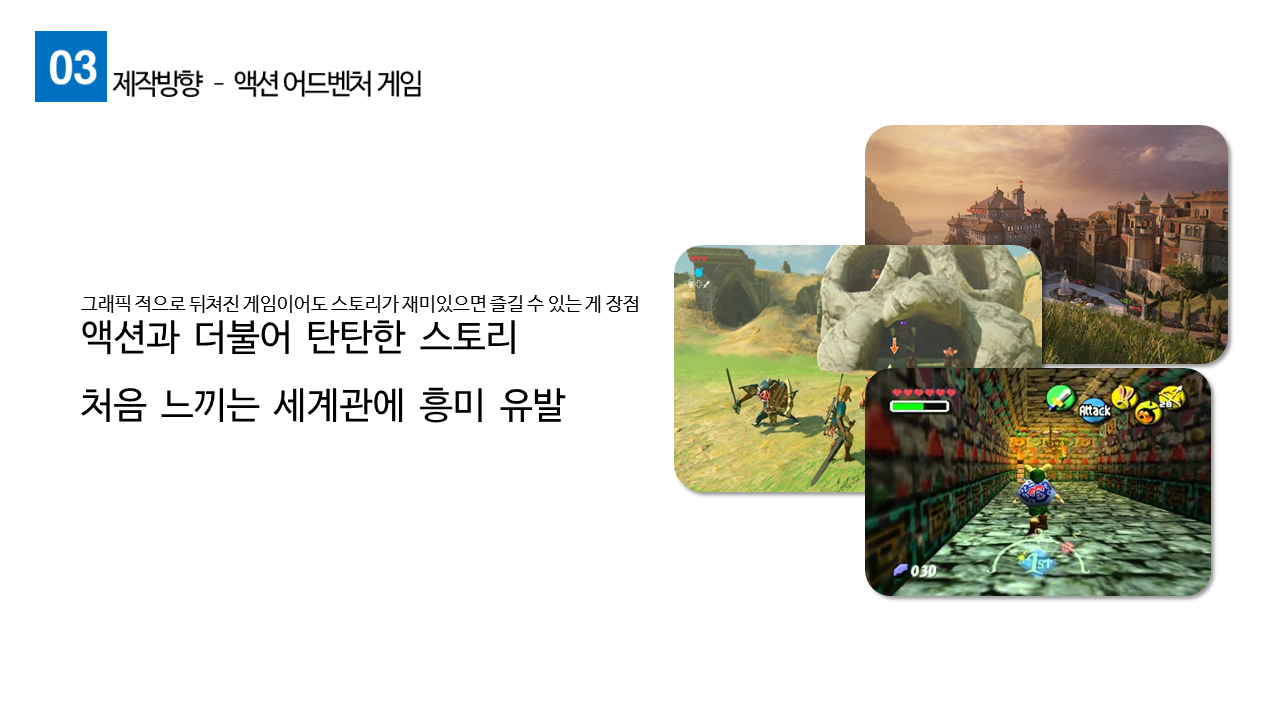 03
제작방향 - 액션 어드벤처 게임
그래픽 적으로 뒤쳐진 게임이어도 스토리가 재미있으면 즐길 수 있는 게 장점
액션과 더불어 탄탄한 스토리
처음 느끼는 세계관에 흥미 유발
Attack
28
1ST
030